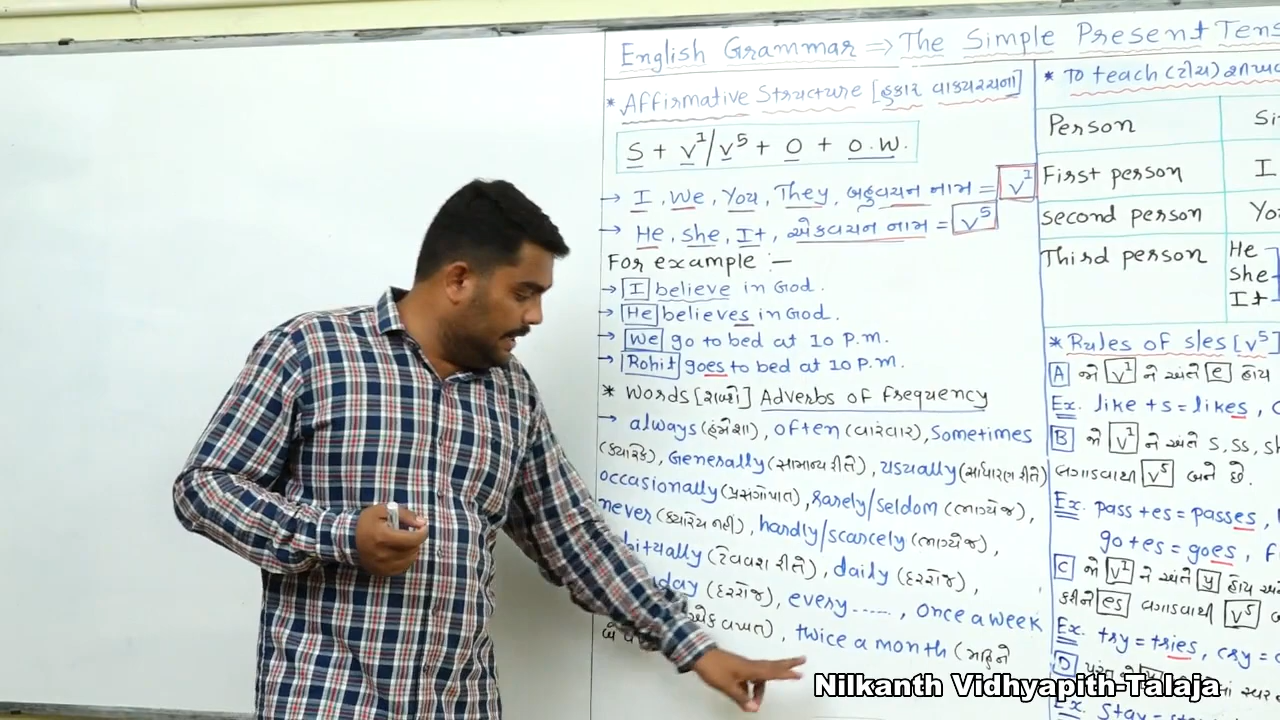 English Grammar ⇒ The Simple Present Tens
* Affirmative Structure [હકાર વાક્યરચના]
S + V¹/V⁵ + O + O.W.
→ I, We, You, They, બહુવચન નામ = V¹
→ He, She, It, એકવચન નામ = V⁵
For example :-
→ I believe in God.
→ He believes in God.
→ We go to bed at 10 P.M.
→ Rohit goes to bed at 10 P.M.
* Words [શબ્દો] Adverbs of frequency
→ always (હંમેશા), often (વારંવાર), Sometimes
(ક્યારેક), Generally (સામાન્ય રીતે), usually (સાધારણ રીતે)
occasionally (પ્રસંગોપાત), rarely/seldom (ભાગ્યેજ),
never (ક્યારેય નહીં), hardly/scarcely (ભાગ્યેજ),
bitually (ટેવવશ રીતે), daily (દરરોજ),
day (દરરોજ), every......, Once a week
એક વખત), twice a month (મહિને
* To teach (ટીચ)
Person Si
First person I
Second person You
Third person He
She
It
* Rules of s/es [V⁵]
A જો V¹ ને અંતે e હોય
Ex. like + s = likes,
B જો V¹ ને અંતે s, ss, sh
લગાડવાથી V⁵ બને છે.
Ex. pass + es = passes,
go + es = goes, f
C જો V¹ ને અંતે y હોય
કરીને es લગાડવાથી V⁵
Ex. try = tries, cry =
D
Ex. Stay = stay
Nilkanth Vidhyapith-Talaja